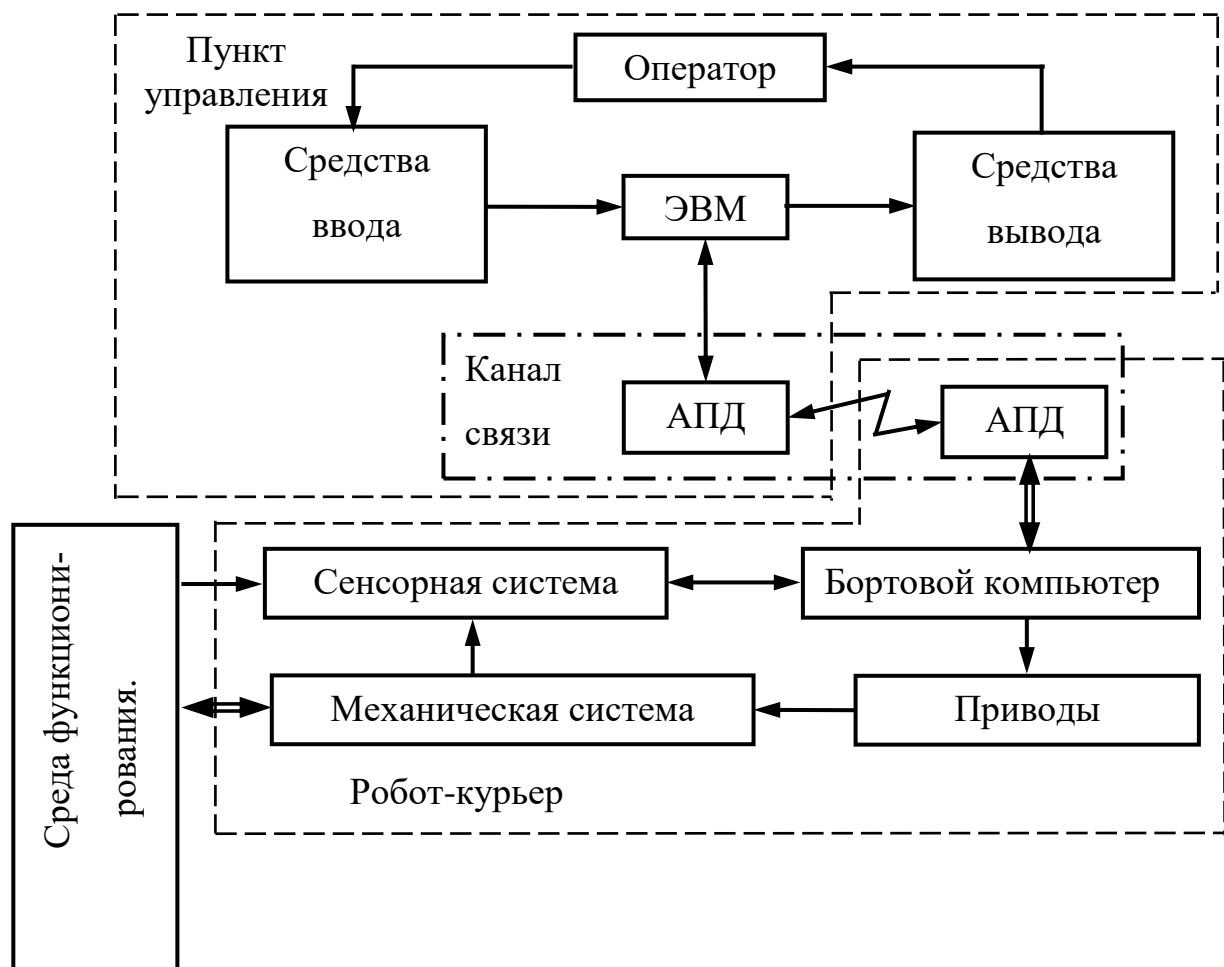 Пункт
управления
Оператор
Средства
ввода
ЭВМ
Средства
вывода
Канал
связи
АПД
АПД
Среда функциони-
рования.
Сенсорная система
Бортовой компьютер
Механическая система
Приводы
Робот-курьер